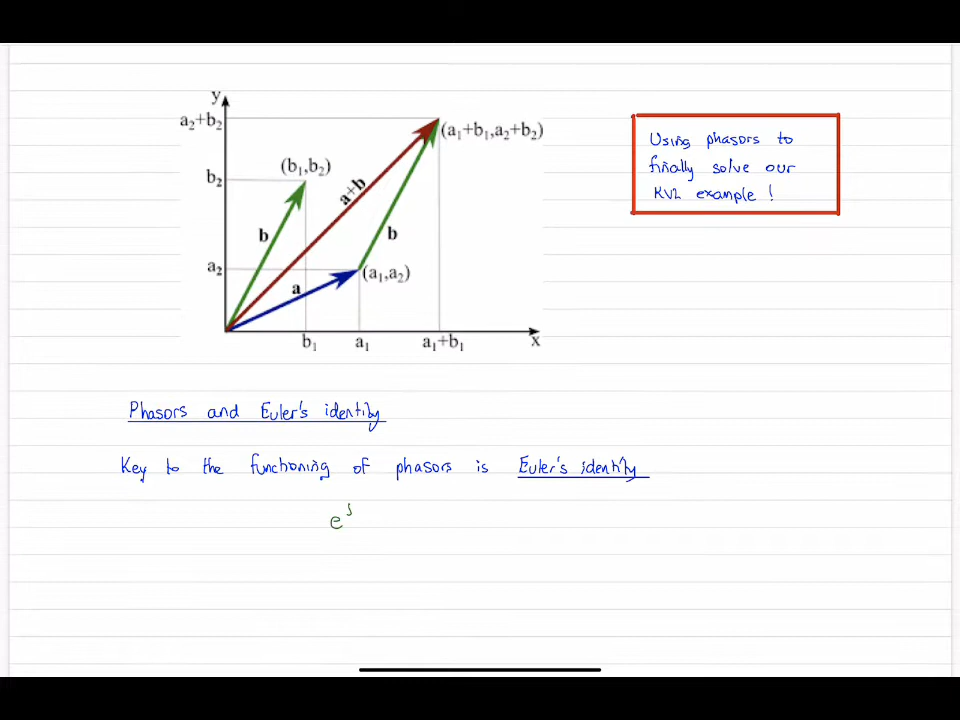 y
a₂+b₂
(a₁+b₁,a₂+b₂)
(b₁,b₂)
b₂
a+b
b
b
a₂
(a₁,a₂)
a
b₁
a₁
a₁+b₁
x
Using phasors to
finally solve our
KVL example !
Phasors and Euler's identity
Key to the functioning of phasors is Euler's identity
e^j